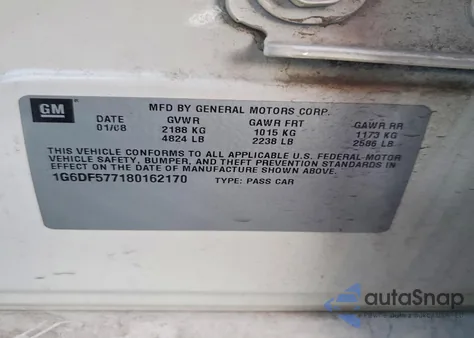 GM
MFD BY GENERAL MOTORS CORP.
DATE GVWR GAWR FRT GAWR RR
01/08 2188 KG 1015 KG 1173 KG
4824 LB 2238 LB 2586 LB
THIS VEHICLE CONFORMS TO ALL APPLICABLE U.S. FEDERAL-MOTOR
VEHICLE SAFETY, BUMPER, AND THEFT PREVENTION STANDARDS IN
EFFECT ON THE DATE OF MANUFACTURE SHOWN ABOVE.
1G6DF577180162170 TYPE: PASS CAR
autoSnap